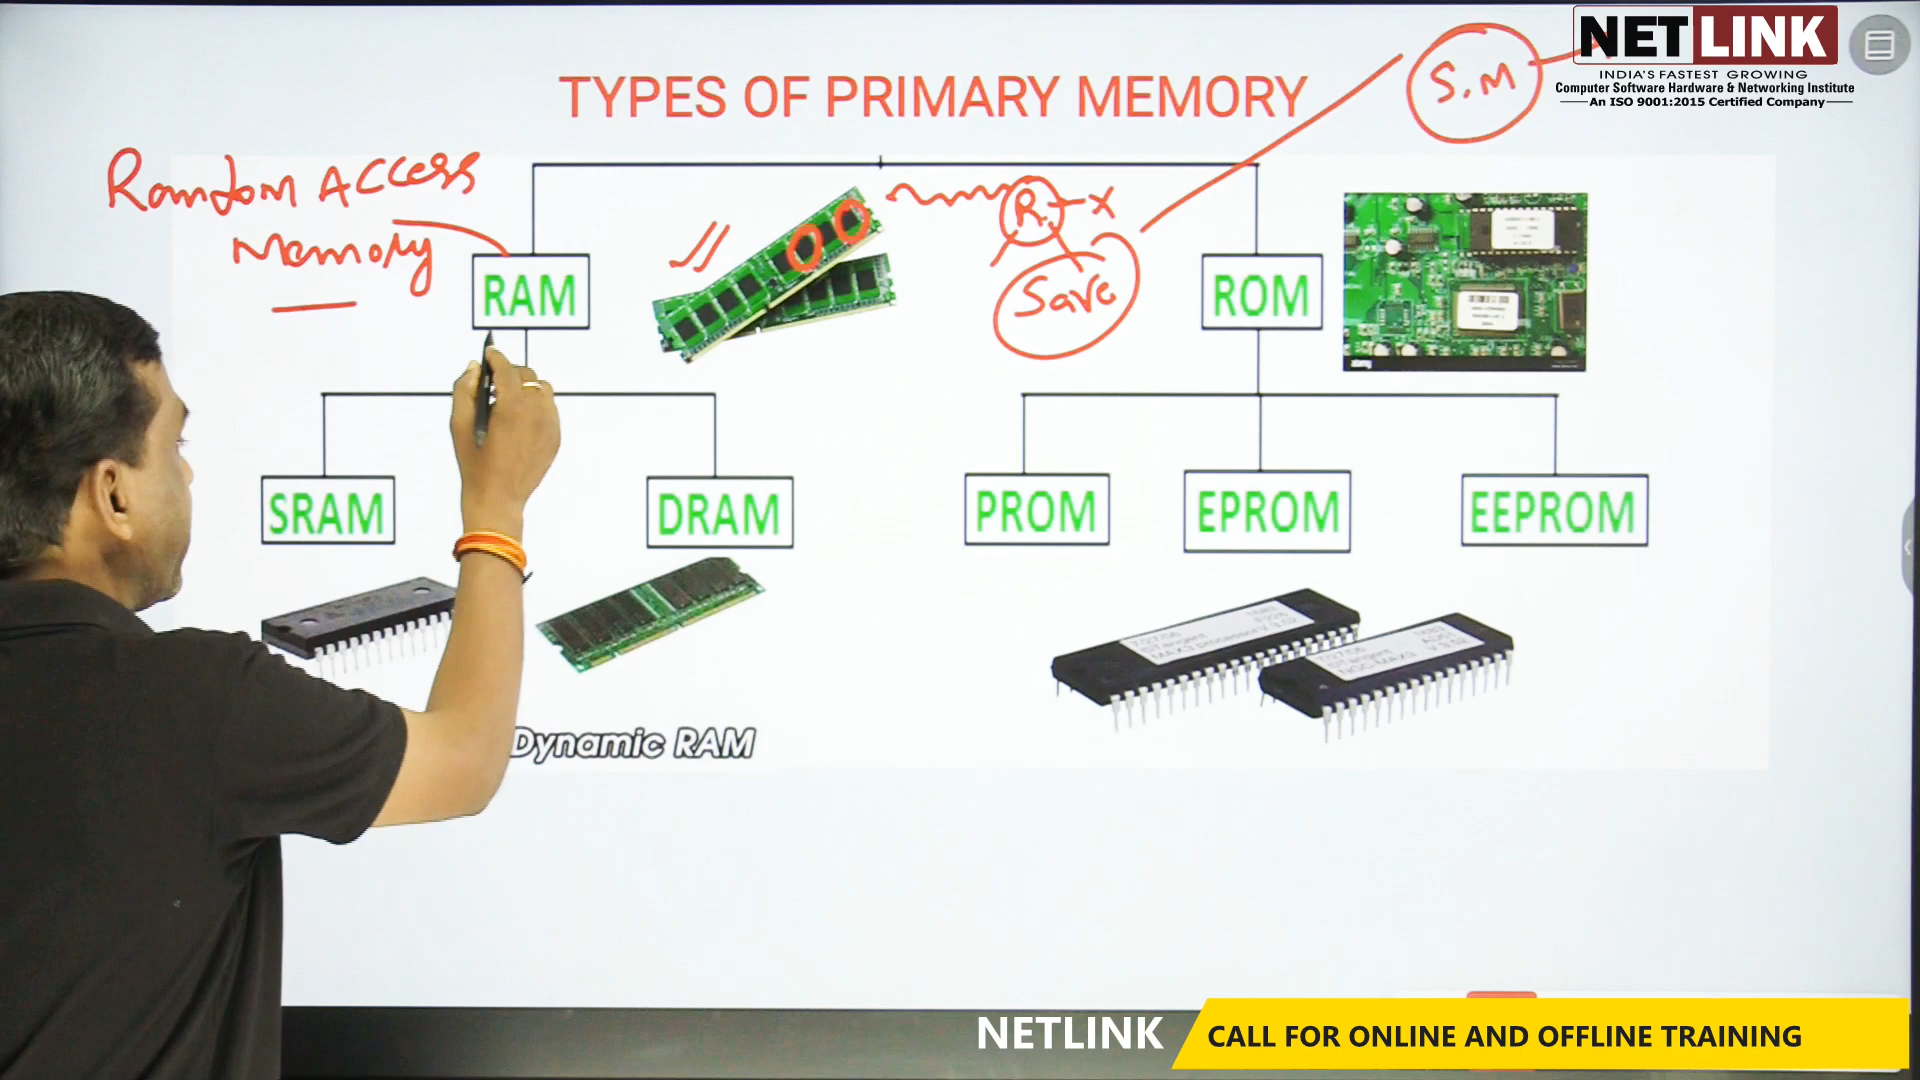 NETLINK
INDIA'S FASTEST GROWING
Computer Software Hardware & Networking Institute
An ISO 9001:2015 Certified Company
TYPES OF PRIMARY MEMORY
S.M
Random Access
Memory
R x
Save
RAM
ROM
SRAM
DRAM
PROM
EPROM
EEPROM
Dynamic RAM
NETLINK
CALL FOR ONLINE AND OFFLINE TRAINING